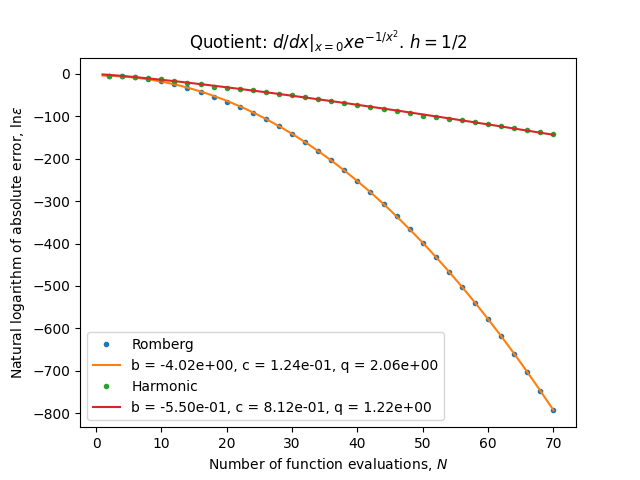 Quotient: $d/dx|_{x=0} xe^{-1/x^2}$. $h = 1/2$
Natural logarithm of absolute error, lnε
0
−100
−200
−300
−400
−500
−600
−700
−800
Romberg
b = -4.02e+00, c = 1.24e-01, q = 2.06e+00
Harmonic
b = -5.50e-01, c = 8.12e-01, q = 1.22e+00
0 10 20 30 40 50 60 70
Number of function evaluations, N